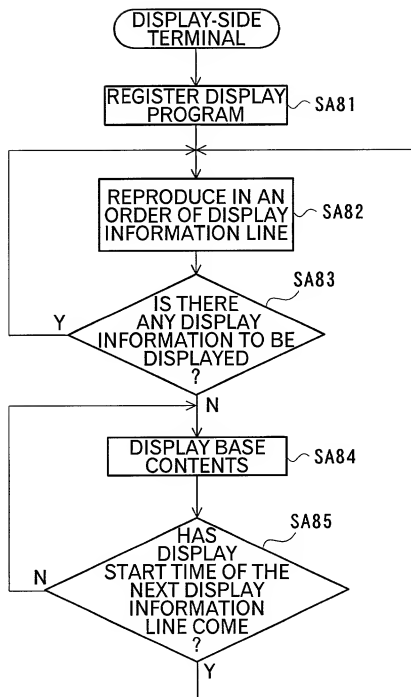 DISPLAY-SIDE
TERMINAL
REGISTER DISPLAY
PROGRAM
SA81
REPRODUCE IN AN
ORDER OF DISPLAY
INFORMATION LINE
SA82
SA83
IS THERE
ANY DISPLAY
INFORMATION TO BE
DISPLAYED
?
Y
N
DISPLAY BASE
CONTENTS
SA84
SA85
HAS
DISPLAY
START TIME OF THE
NEXT DISPLAY
INFORMATION
LINE COME
?
N
Y